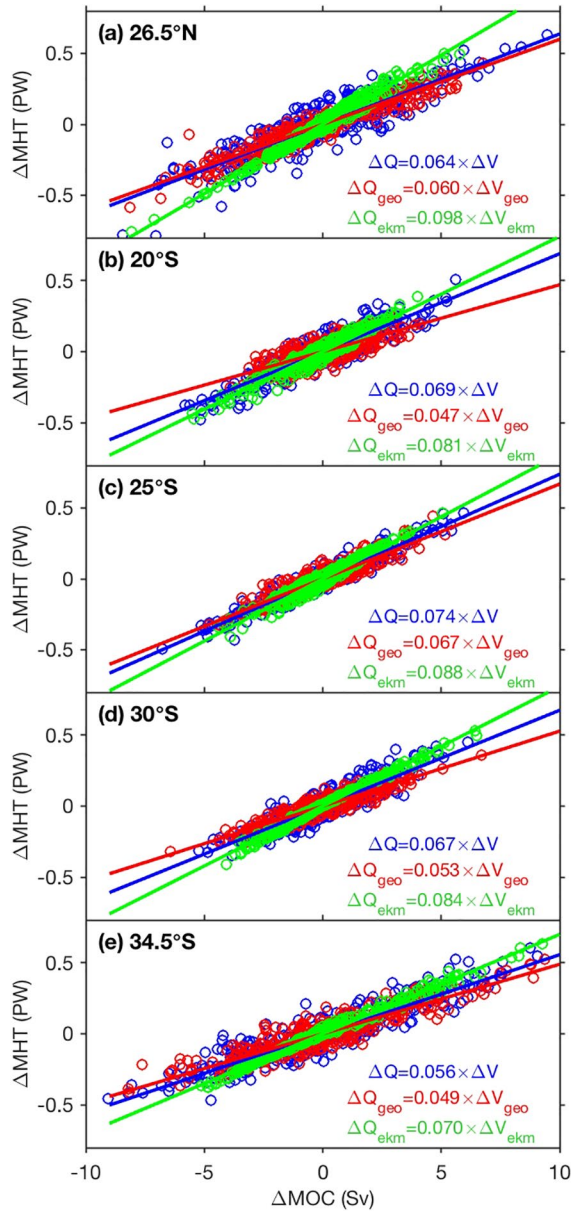 (a) 26.5°N
ΔMHT (PW)
0.5
0
-0.5
ΔQ=0.064×ΔV
ΔQgeo=0.060×ΔVgeo
ΔQekm=0.098×ΔVekm
(b) 20°S
ΔMHT (PW)
0.5
0
-0.5
ΔQ=0.069×ΔV
ΔQgeo=0.047×ΔVgeo
ΔQekm=0.081×ΔVekm
(c) 25°S
ΔMHT (PW)
0.5
0
-0.5
ΔQ=0.074×ΔV
ΔQgeo=0.067×ΔVgeo
ΔQekm=0.088×ΔVekm
(d) 30°S
ΔMHT (PW)
0.5
0
-0.5
ΔQ=0.067×ΔV
ΔQgeo=0.053×ΔVgeo
ΔQekm=0.084×ΔVekm
(e) 34.5°S
ΔMHT (PW)
0.5
0
-0.5
ΔQ=0.056×ΔV
ΔQgeo=0.049×ΔVgeo
ΔQekm=0.070×ΔVekm
-10 -5 0 5 10
ΔMOC (Sv)